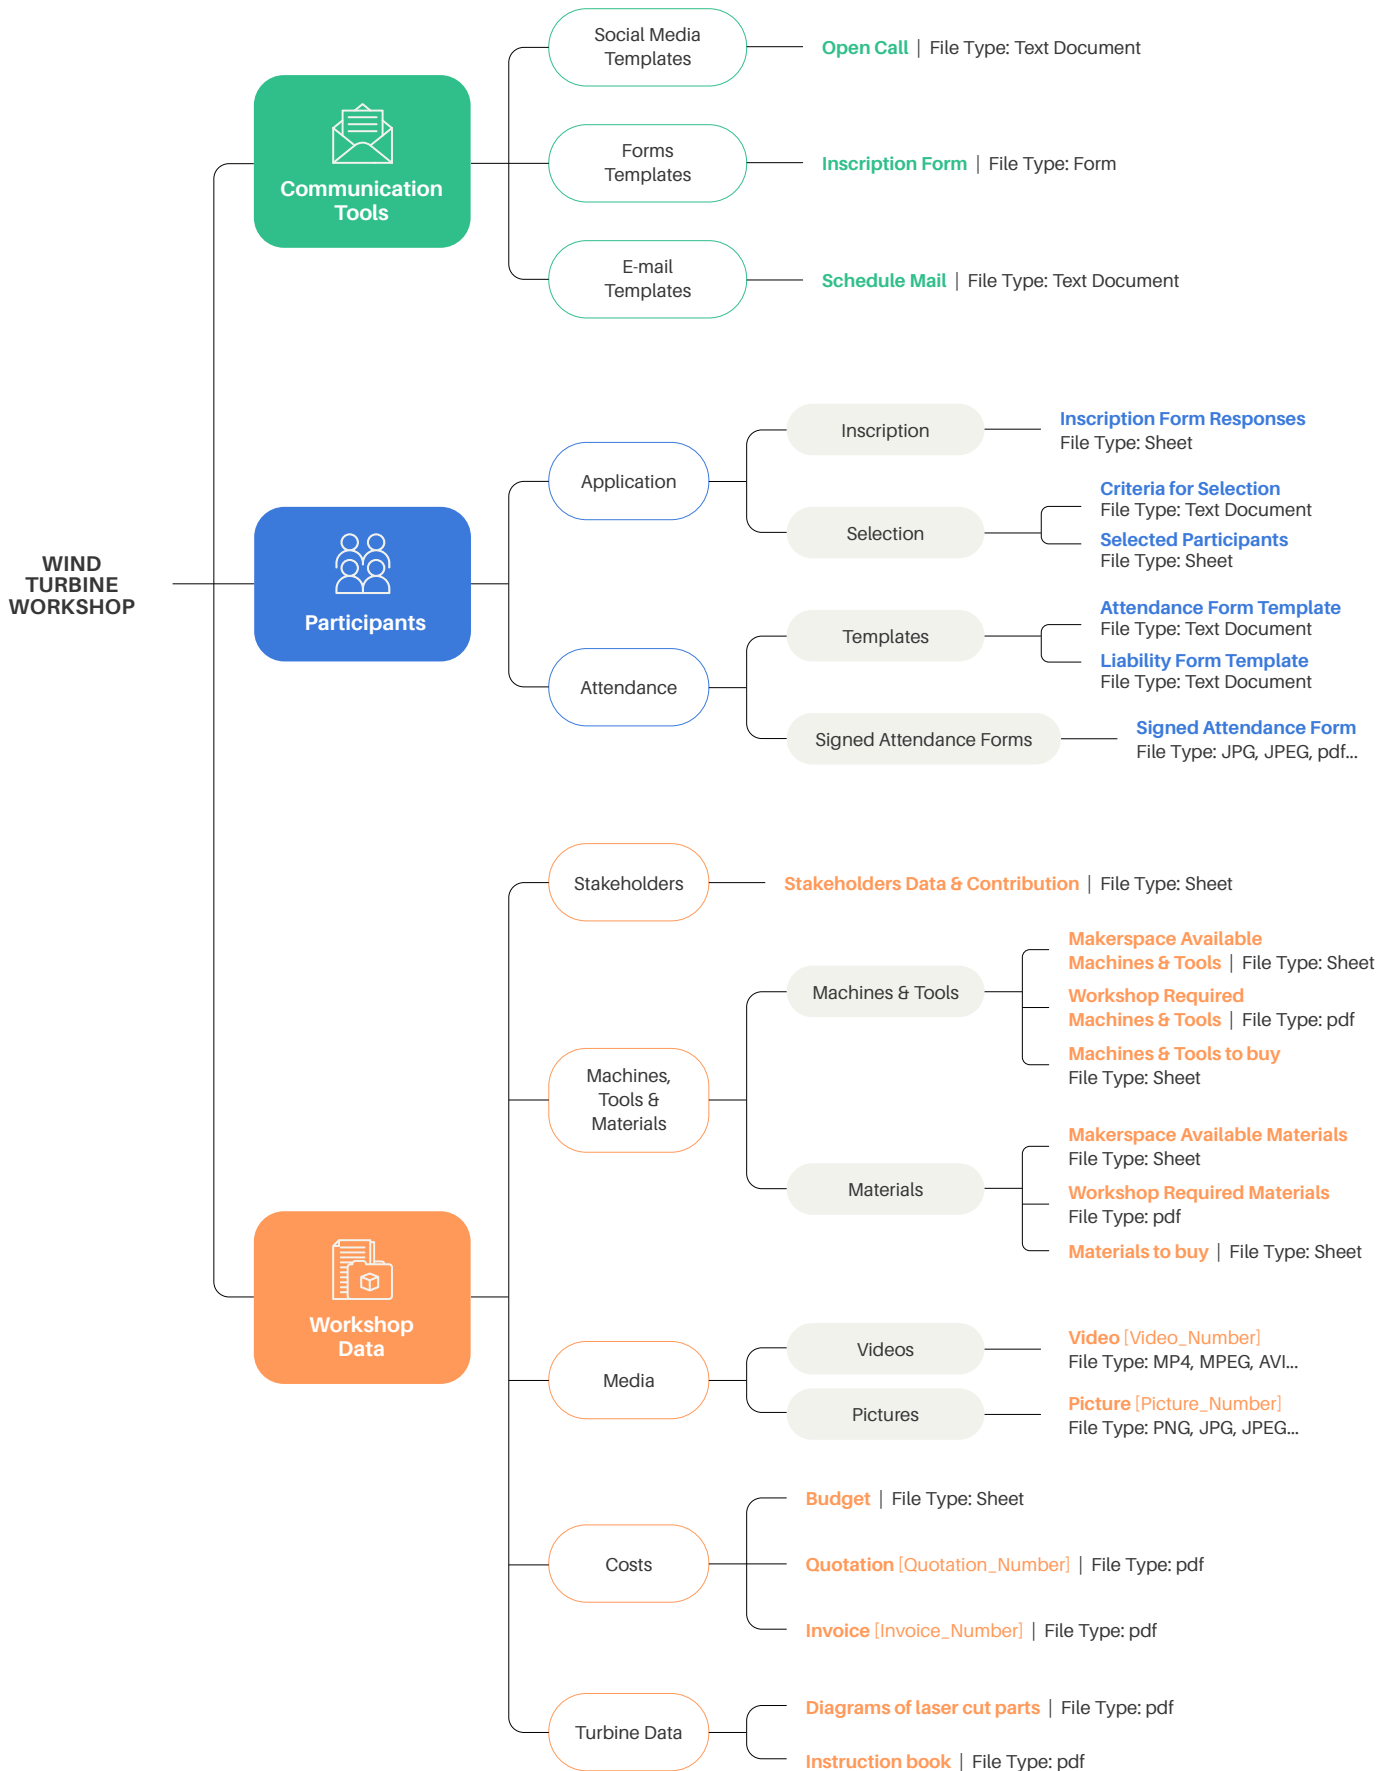 Social Media
Templates
Open Call | File Type: Text Document
Forms
Templates
Inscription Form | File Type: Form
Communication
Tools
E-mail
Templates
Schedule Mail | File Type: Text Document
WIND
TURBINE
WORKSHOP
Participants
Application
Inscription
Inscription Form Responses
File Type: Sheet
Selection
Criteria for Selection
File Type: Text Document
Selected Participants
File Type: Sheet
Attendance
Templates
Attendance Form Template
File Type: Text Document
Liability Form Template
File Type: Text Document
Signed Attendance Forms
Signed Attendance Form
File Type: JPG, JPEG, pdf...
Workshop
Data
Stakeholders
Stakeholders Data & Contribution | File Type: Sheet
Machines,
Tools &
Materials
Machines & Tools
Makerspace Available
Machines & Tools | File Type: Sheet
Workshop Required
Machines & Tools | File Type: pdf
Machines & Tools to buy
File Type: Sheet
Materials
Makerspace Available Materials
File Type: Sheet
Workshop Required Materials
File Type: pdf
Materials to buy | File Type: Sheet
Media
Videos
Video [Video_Number]
File Type: MP4, MPEG, AVI...
Pictures
Picture [Picture_Number]
File Type: PNG, JPG, JPEG...
Costs
Budget | File Type: Sheet
Quotation [Quotation_Number] | File Type: pdf
Invoice [Invoice_Number] | File Type: pdf
Turbine Data
Diagrams of laser cut parts | File Type: pdf
Instruction book | File Type: pdf